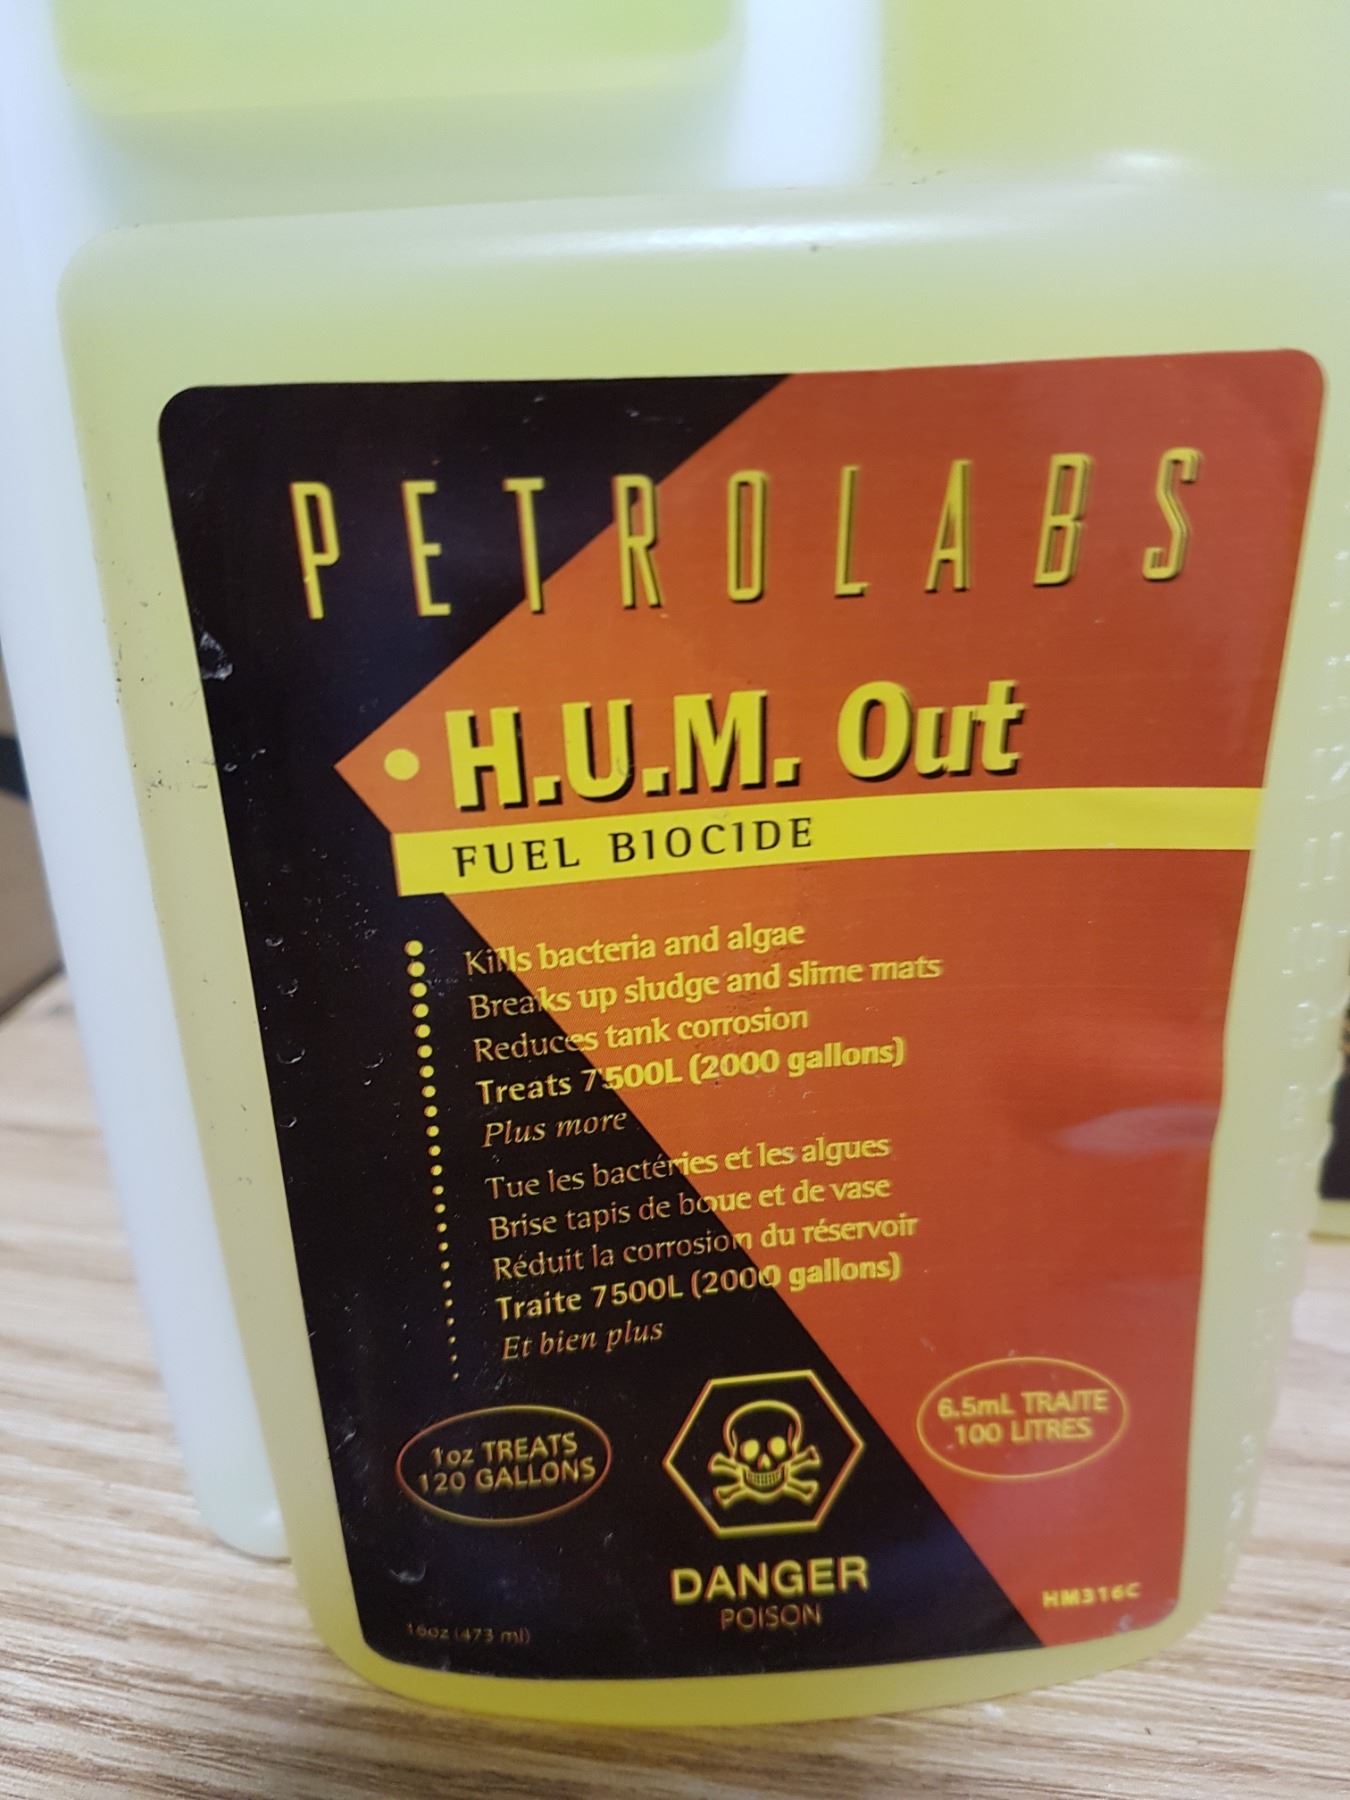 PETROLABS
H.U.M. Out
FUEL BIOCIDE
Kills bacteria and algae
Breaks up sludge and slime mats
Reduces tank corrosion
Treats 7500L (2000 gallons)
Plus more
Tue les bactéries et les algues
Brise tapis de boue et de vase
Réduit la corrosion du réservoir
Traite 7500L (2000 gallons)
Et bien plus
1oz TREATS
120 GALLONS
6.5mL TRAITE
100 LITRES
DANGER
POISON
HM316C
16oz (473 ml)